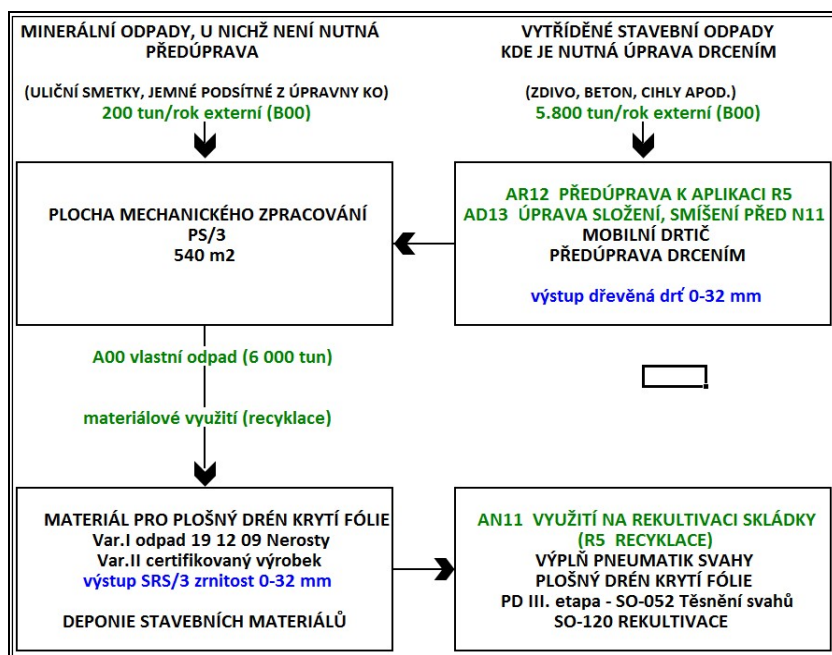 MINERÁLNÍ ODPADY, U NICHŽ NENÍ NUTNÁ
PŘEDÚPRAVA
(ULIČNÍ SMETKY, JEMNÉ PODSÍTNÉ Z ÚPRAVNY KO)
200 tun/rok externí (B00)
VYTŘÍDĚNÉ STAVEBNÍ ODPADY
KDE JE NUTNÁ ÚPRAVA DRCENÍM
(ZDIVO, BETON, CIHLY APOD.)
5.800 tun/rok externí (B00)
PLOCHA MECHANICKÉHO ZPRACOVÁNÍ
PS/3
540 m2
AR12 PŘEDÚPRAVA K APLIKACI R5
AD13 ÚPRAVA SLOŽENÍ, SMÍŠENÍ PŘED N11
MOBILNÍ DRTIČ
PŘEDÚPRAVA DRCENÍM
výstup dřevěná drť 0-32 mm
A00 vlastní odpad (6 000 tun)
materiálové využití (recyklace)
MATERIÁL PRO PLOŠNÝ DRÉN KRYTÍ FÓLIE
Var.I odpad 19 12 09 Nerosty
Var.II certifikovaný výrobek
výstup SRS/3 zrnitost 0-32 mm
DEPONIE STAVEBNÍCH MATERIÁLŮ
AN11 VYUŽITÍ NA REKULTIVACI SKLÁDKY
(R5 RECYKLACE)
VÝPLŇ PNEUMATIK SVAHY
PLOŠNÝ DRÉN KRYTÍ FÓLIE
PD III. etapa - SO-052 Těsnění svahů
SO-120 REKULTIVACE